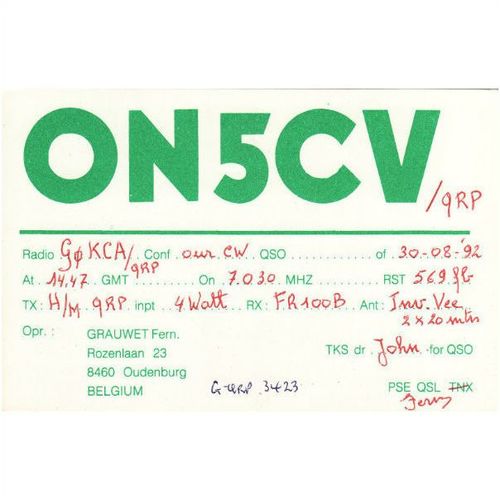 ON5CV/QRP
Radio GØKCA/QRP Conf our CW QSO of 30-08-'92
At 14.47 GMT On 7.030 MHZ RST 569 fb
TX: H/M QRP inpt 4 Watt RX: FR100B Ant: Inv. Vee
2 x 20 mtrs
Opr.: GRAUWET Fern.
Rozenlaan 23
TKS dr John for QSO
8460 Oudenburg
BELGIUM G-QRP 3423 PSE QSL TNX
Fern